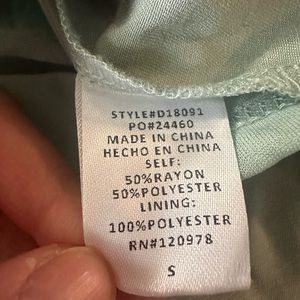 STYLE#D18091
PO#24460
MADE IN CHINA
HECHO EN CHINA
SELF:
50%RAYON
50%POLYESTER
LINING:
100%POLYESTER
RN#120978
S